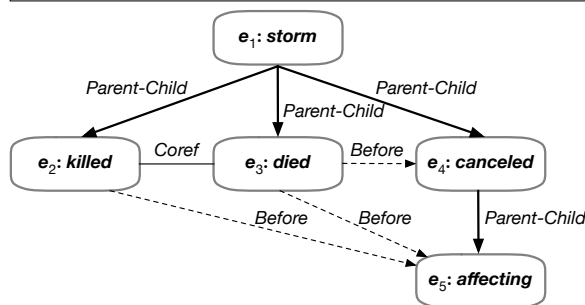 e1: storm
Parent-Child
Parent-Child
Parent-Child
e2: killed
Coref
e3: died
Before
e4: canceled
Before
Before
Parent-Child
e5: affecting